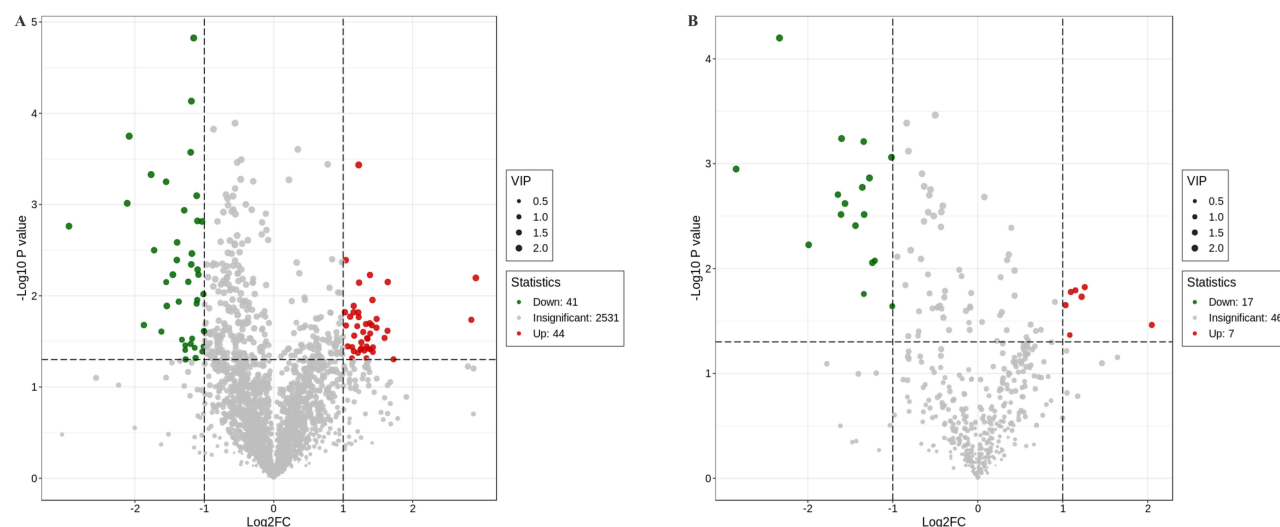 A
5
4
3
2
1
0
-Log10 P value
-2
-1
0
1
2
Log2FC
VIP
0.5
1.0
1.5
2.0
Statistics
Down: 41
Insignificant: 2531
Up: 44
B
4
3
2
1
0
-Log10 P value
-2
-1
0
1
2
Log2FC
VIP
0.5
1.0
1.5
2.0
Statistics
Down: 17
Insignificant: 46
Up: 7